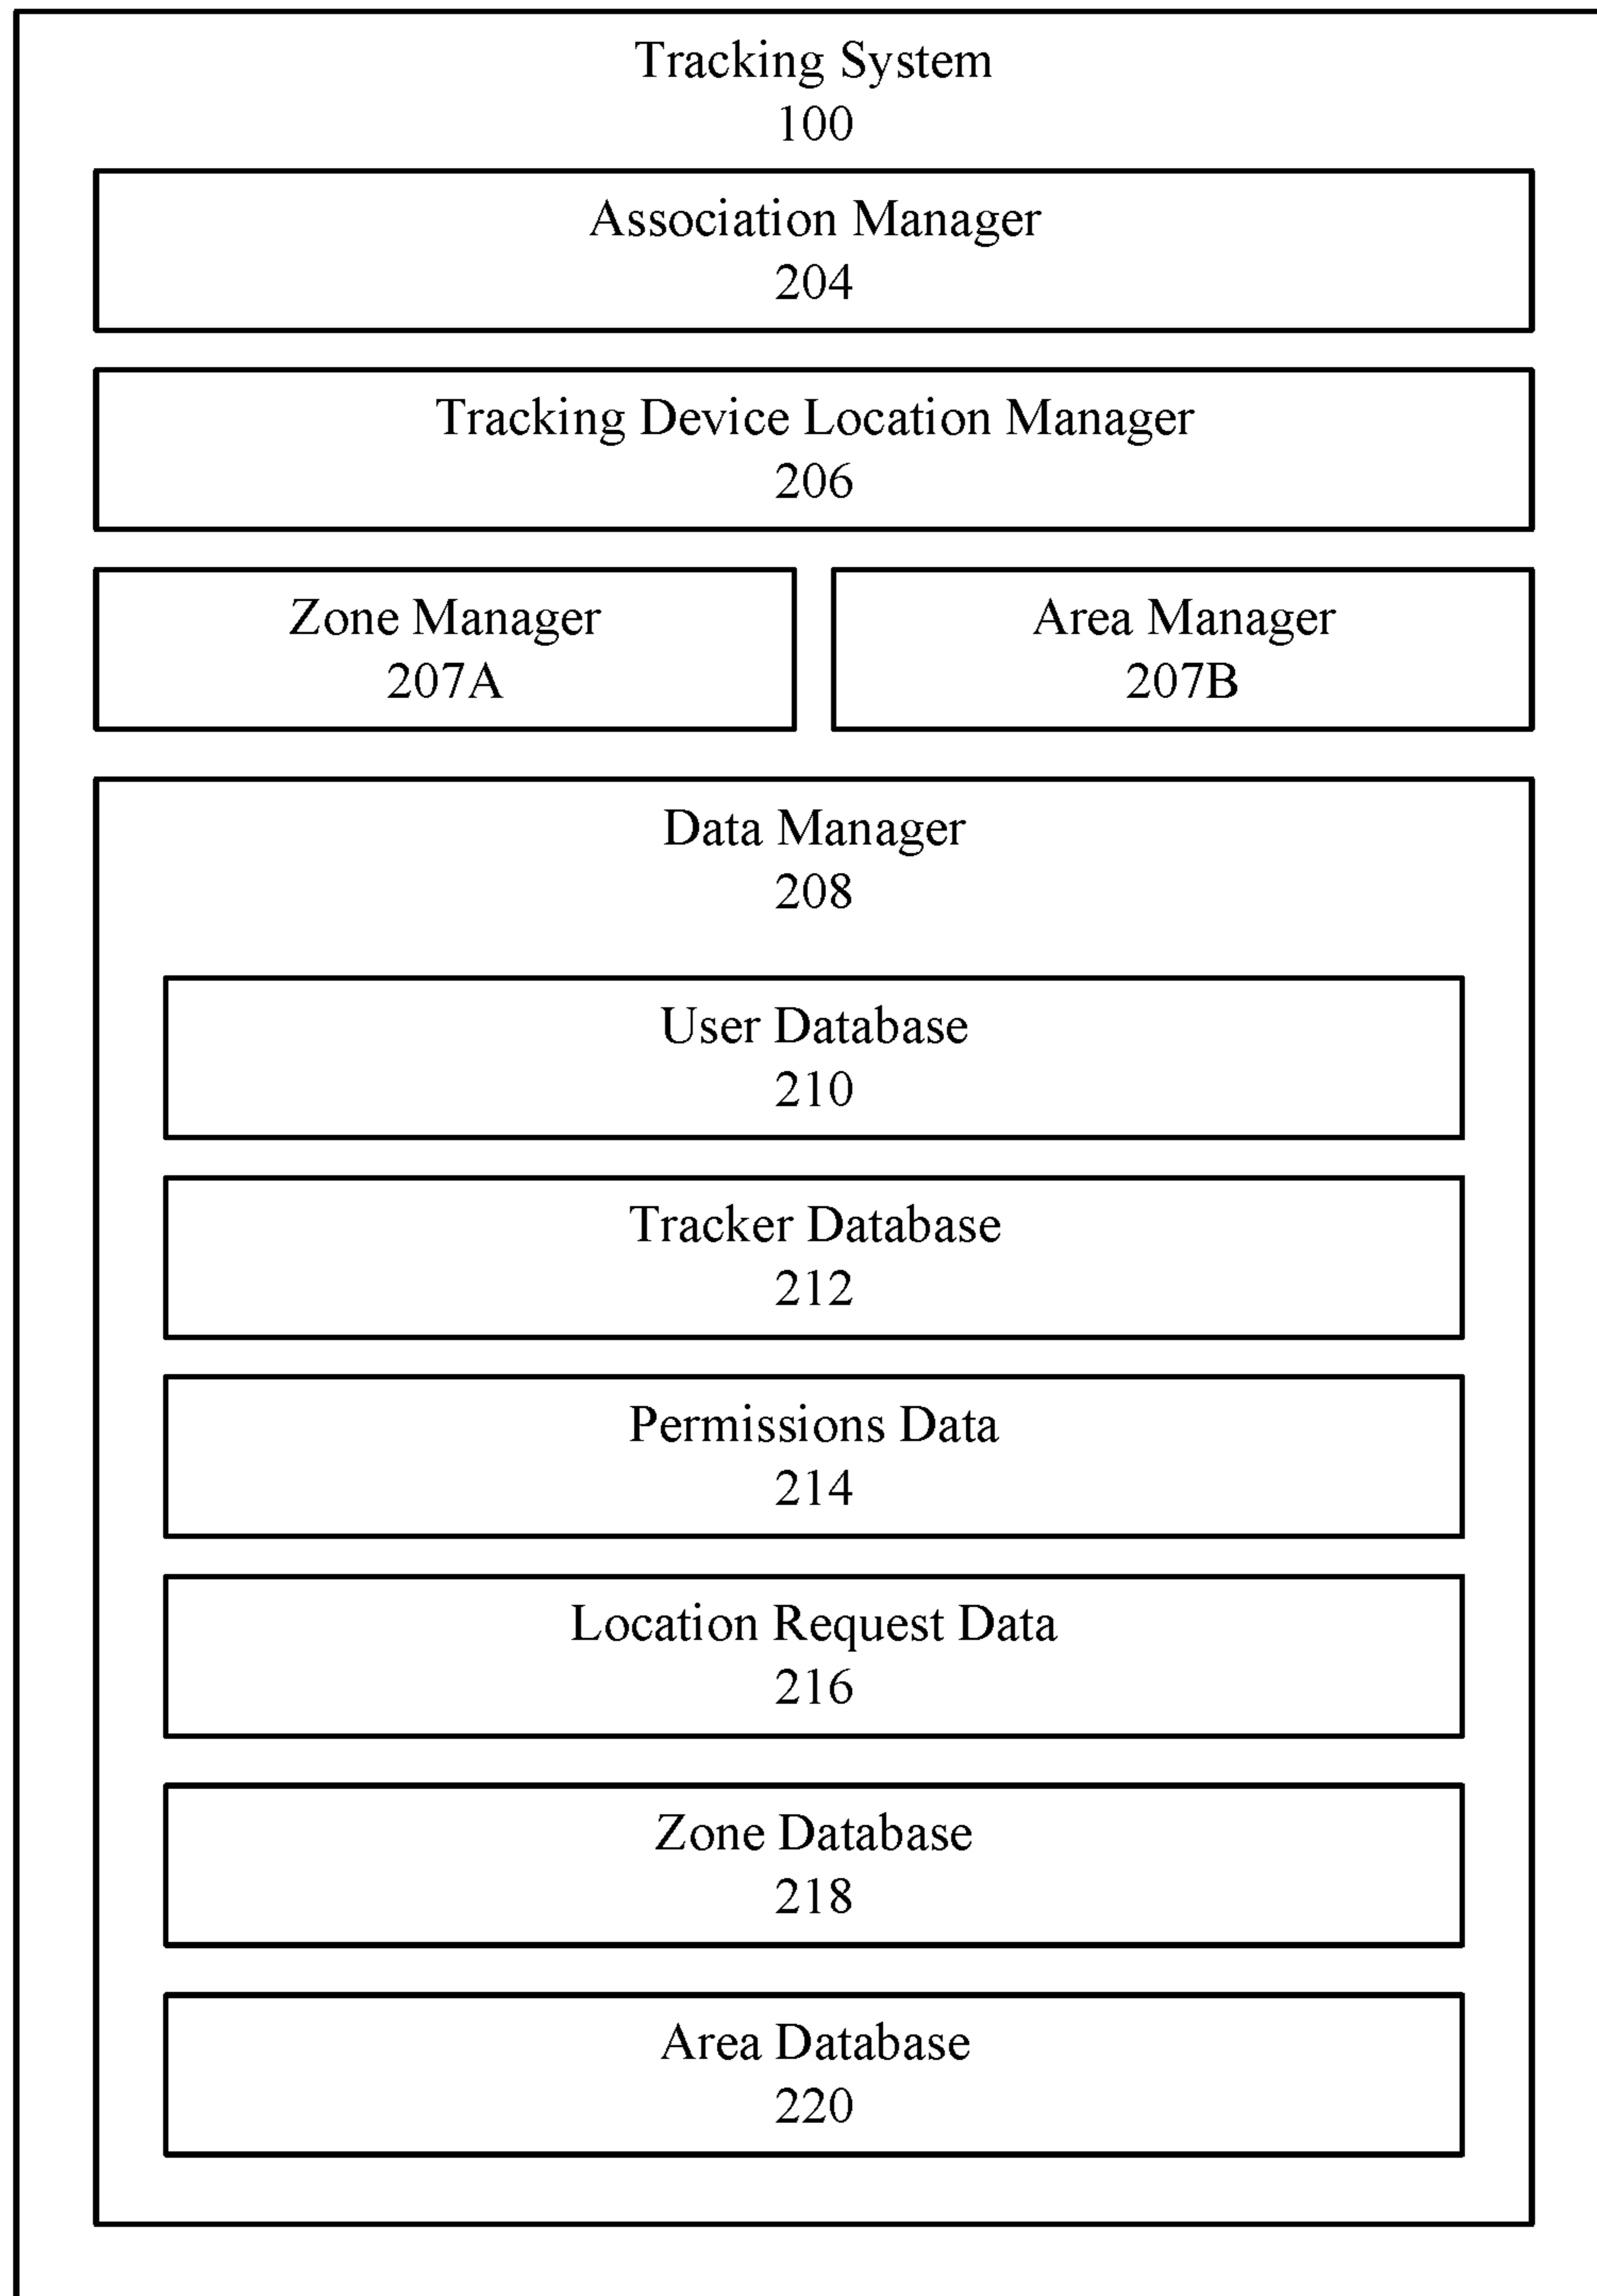 Tracking System
100
Association Manager
204
Tracking Device Location Manager
206
Zone Manager
207A
Area Manager
207B
Data Manager
208
User Database
210
Tracker Database
212
Permissions Data
214
Location Request Data
216
Zone Database
218
Area Database
220